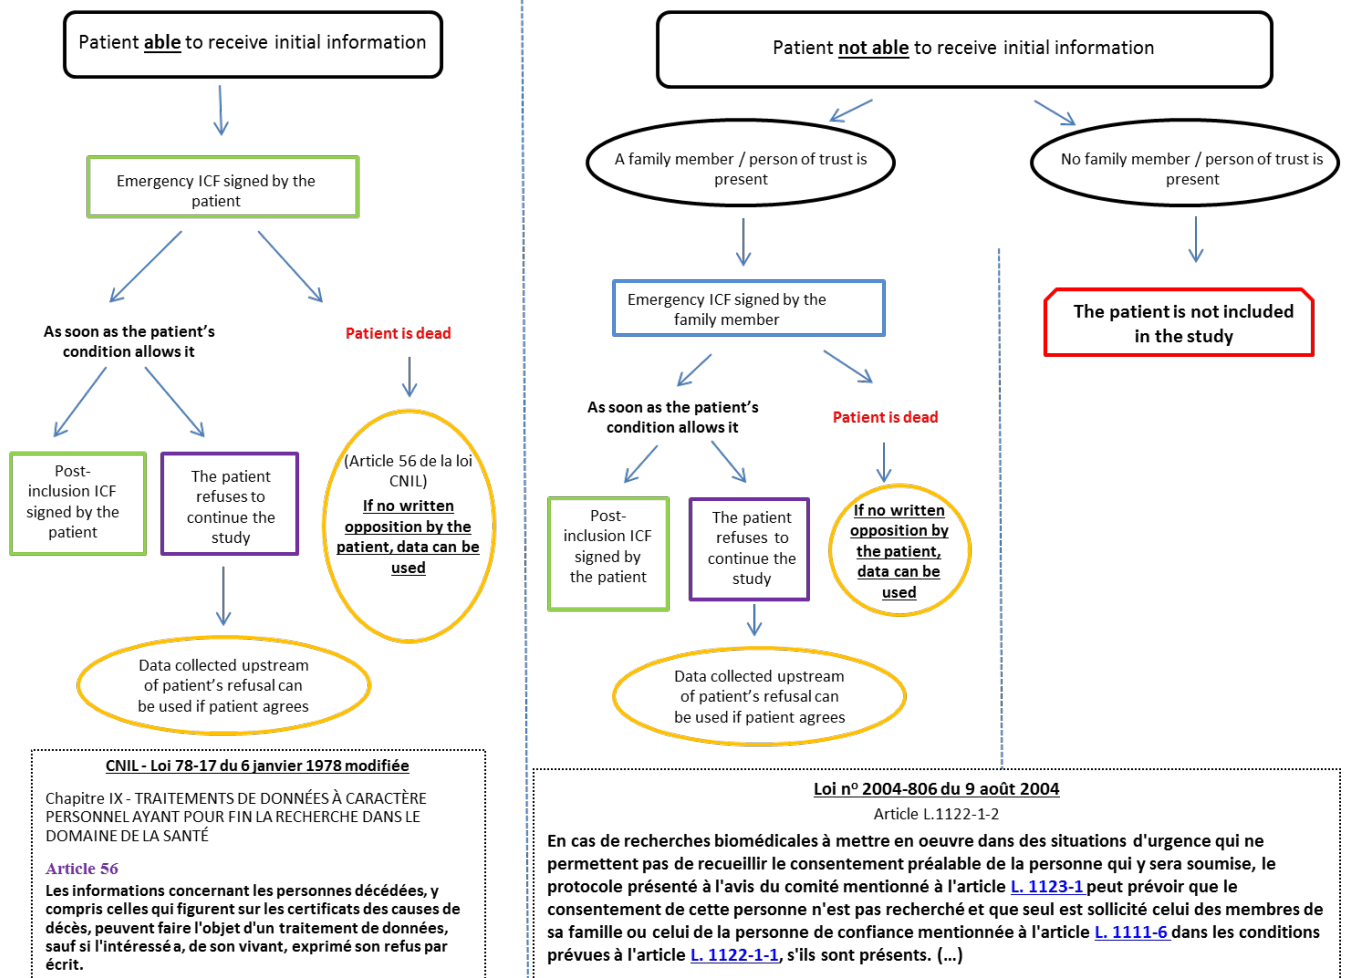 Patient able to receive initial information
Emergency ICF signed by the
patient
As soon as the patient's
condition allows it
Patient is dead
Post-
inclusion ICF
signed by the
patient
The patient
refuses to
continue the
study
(Article 56 de la loi
CNIL)
If no written
opposition by the
patient, data can be
used
Data collected upstream
of patient's refusal can
be used if patient agrees
CNIL - Loi 78-17 du 6 janvier 1978 modifiée
Chapitre IX - TRAITEMENTS DE DONNÉES À CARACTÈRE
PERSONNEL AYANT POUR FIN LA RECHERCHE DANS LE
DOMAINE DE LA SANTÉ
Article 56
Les informations concernant les personnes décédées, y
compris celles qui figurent sur les certificats des causes de
décès, peuvent faire l'objet d'un traitement de données,
sauf si l'intéressé a, de son vivant, exprimé son refus par
écrit.
Patient not able to receive initial information
A family member / person of trust is
present
No family member / person of trust is
present
Emergency ICF signed by the
family member
The patient is not included
in the study
As soon as the patient's
condition allows it
Patient is dead
Post-
inclusion ICF
signed by
the patient
The patient
refuses to
continue the
study
If no written
opposition by
the patient,
data can be
used
Data collected upstream
of patient's refusal can
be used if patient agrees
Loi nº 2004-806 du 9 août 2004
Article L.1122-1-2
En cas de recherches biomédicales à mettre en oeuvre dans des situations d'urgence qui ne
permettent pas de recueillir le consentement préalable de la personne qui y sera soumise, le
protocole présenté à l'avis du comité mentionné à l'article L. 1123-1 peut prévoir que le
consentement de cette personne n'est pas recherché et que seul est sollicité celui des membres de
sa famille ou celui de la personne de confiance mentionnée à l'article L. 1111-6 dans les conditions
prévues à l'article L. 1122-1-1, s'ils sont présents. (...)